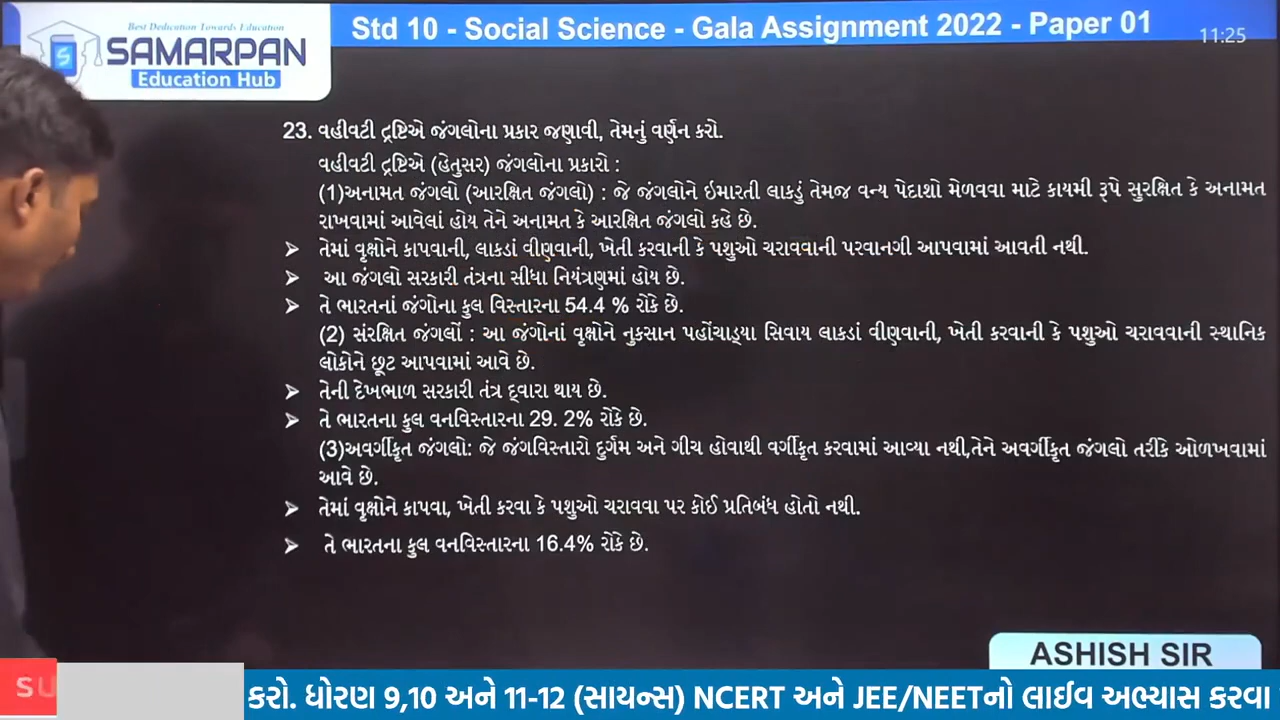 Best Dedication Towards Education
SAMARPAN
Education Hub
Std 10 - Social Science - Gala Assignment 2022 - Paper 01
11:25
23. વહીવટી દ્રષ્ટિએ જંગલોના પ્રકાર જણાવી, તેમનું વર્ણન કરો.
વહીવટી દ્રષ્ટિએ (હેતુસર) જંગલોના પ્રકારો :
(1)અનામત જંગલો (આરક્ષિત જંગલો) : જે જંગલોને ઇમારતી લાકડું તેમજ વન્ય પેદાશો મેળવવા માટે કાયમી રૂપે સુરક્ષિત કે અનામત
રાખવામાં આવેલાં હોય તેને અનામત કે આરક્ષિત જંગલો કહે છે.
➤ તેમાં વૃક્ષોને કાપવાની, લાકડાં વીણવાની, ખેતી કરવાની કે પશુઓ ચરાવવાની પરવાનગી આપવામાં આવતી નથી.
➤ આ જંગલો સરકારી તંત્રના સીધા નિયંત્રણમાં હોય છે.
➤ તે ભારતનાં જંગોના કુલ વિસ્તારના 54.4 % રોકે છે.
(2) સંરક્ષિત જંગલોં : આ જંગોનાં વૃક્ષોને નુકસાન પહોંચાડ્યા સિવાય લાકડાં વીણવાની, ખેતી કરવાની કે પશુઓ ચરાવવાની સ્થાનિક
લોકોને છૂટ આપવામાં આવે છે.
➤ તેની દેખભાળ સરકારી તંત્ર દ્વારા થાય છે.
➤ તે ભારતના કુલ વનવિસ્તારના 29. 2% રોંકે છે.
(3)અવર્ગીકૃત જંગલો: જે જંગવિસ્તારો દુર્ગમ અને ગીચ હોવાથી વર્ગીકૃત કરવામાં આવ્યા નથી,તેને અવર્ગીકૃત જંગલો તરીકે ઓળખવામાં
આવે છે.
➤ તેમાં વૃક્ષોને કાપવા, ખેતી કરવા કે પશુઓ ચરાવવા પર કોઈ પ્રતિબંધ હોતો નથી.
➤ તે ભારતના કુલ વનવિસ્તારના 16.4% રોકે છે.
ASHISH SIR
SU
કરો. ધોરણ 9,10 અને 11-12 (સાયન્સ) NCERT અને JEE/NEETનો લાઈવ અભ્યાસ કરવા